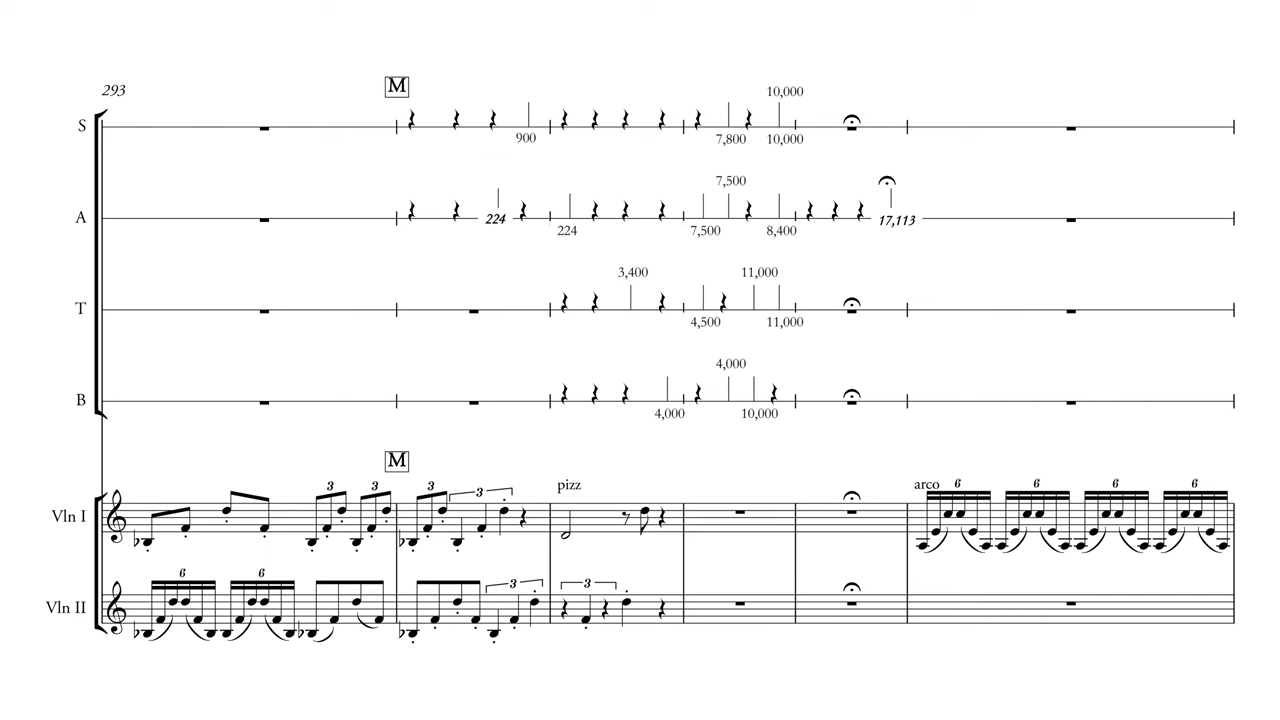 293
M
10,000
S
900
7,800
10,000
7,500
A
224
224
7,500
8,400
17,113
3,400
11,000
T
4,500
11,000
4,000
B
4,000
10,000
M
pizz
arco
3 3 3 3 6 6 6 6
Vln I
6 6 3 3
Vln II